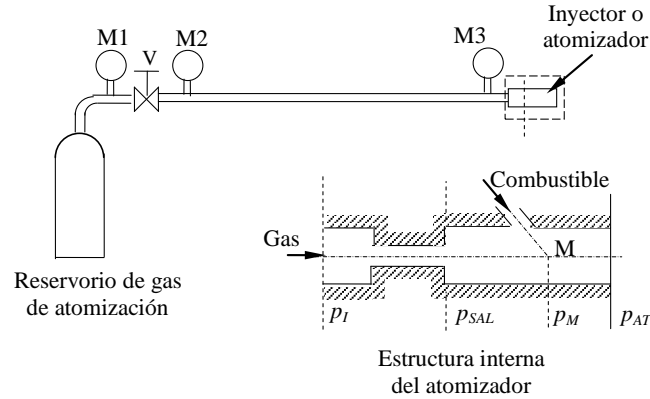 Inyector o
atomizador
M1
V
M2
M3
Combustible
Gas
M
Reservorio de gas
de atomización
p_I
p_SAL
p_M
p_AT
Estructura interna
del atomizador